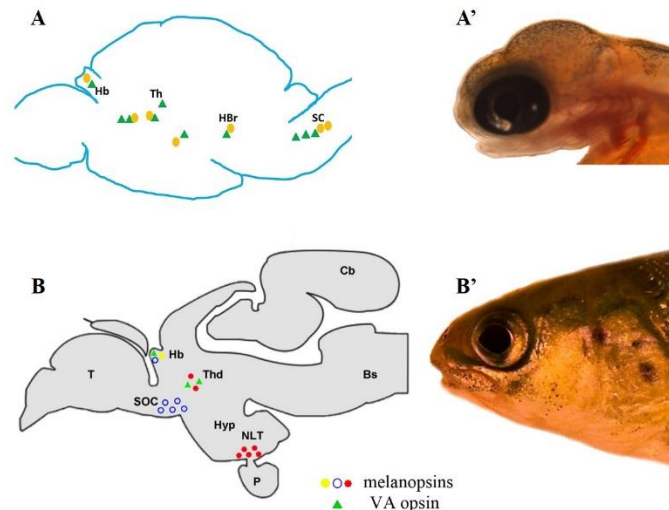 A
A’
Hb
Th
HBr
SC
B
B’
Cb
Hb
T
Thd
Bs
SOC
Hyp
NLT
P
melanopsins
VA opsin